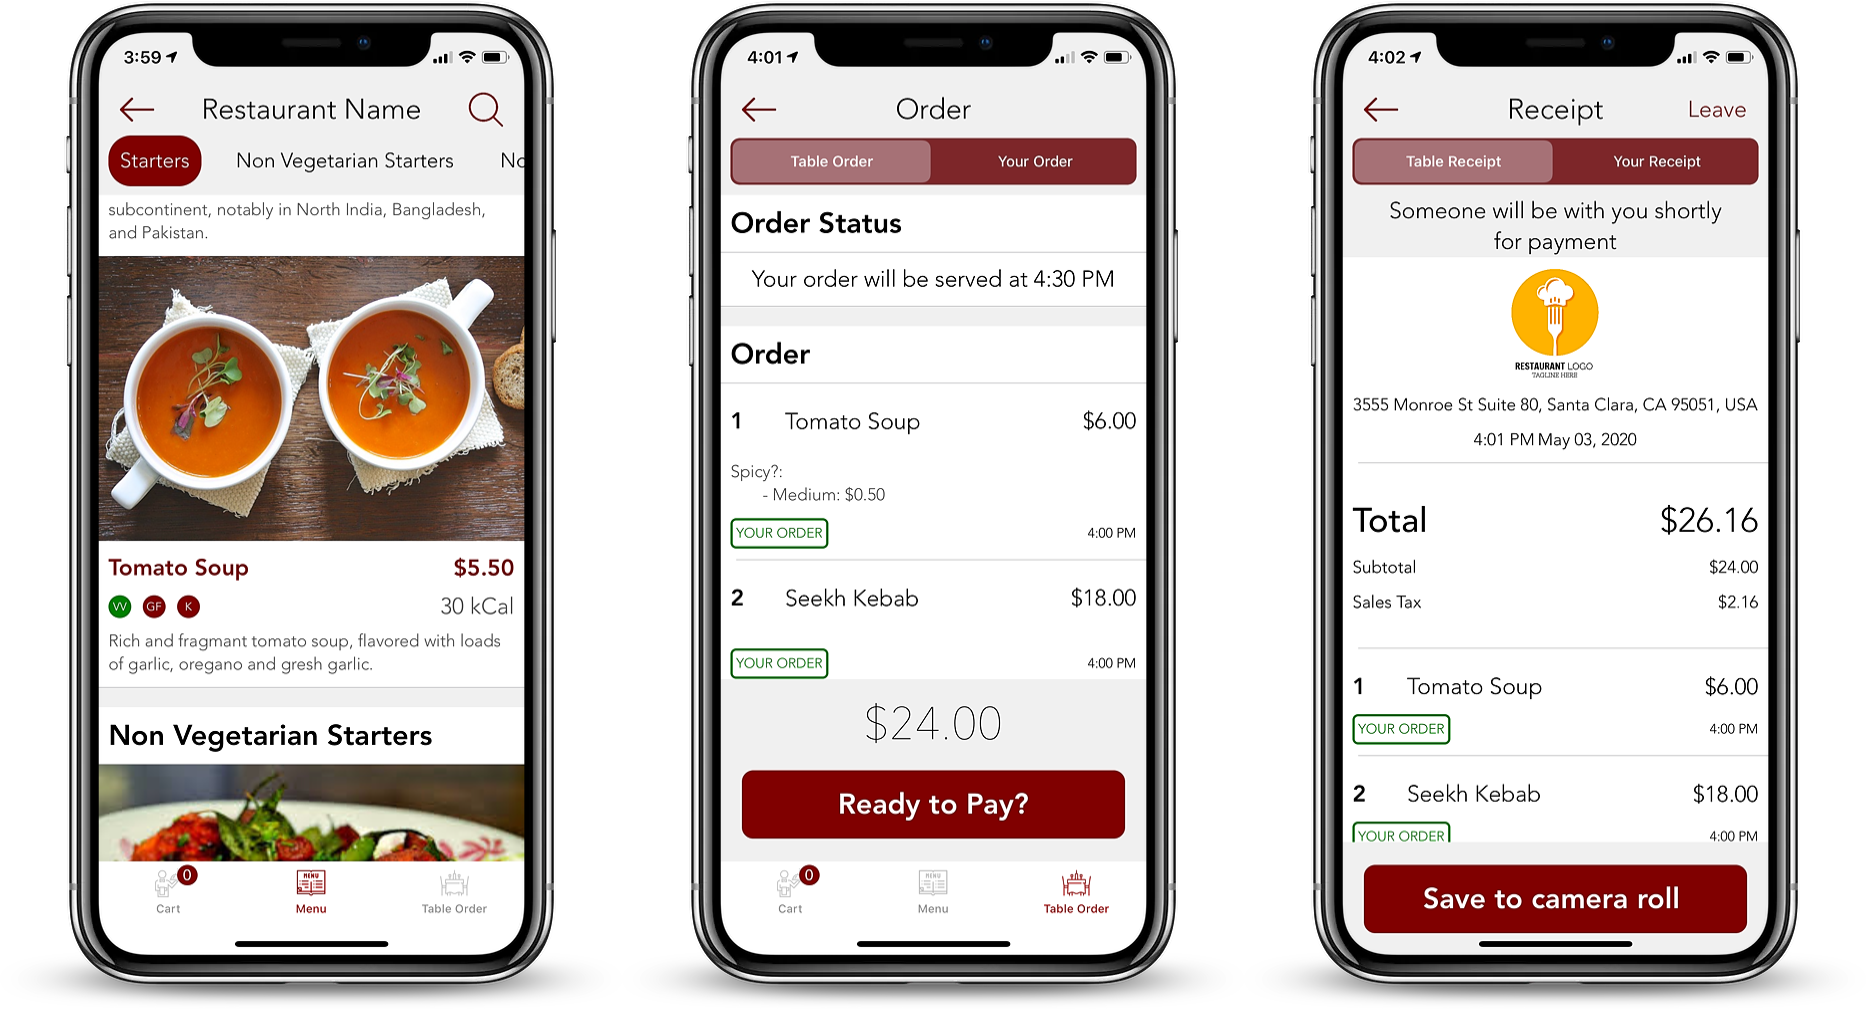 3:59
Restaurant Name
Starters
Non Vegetarian Starters
No
subcontinent, notably in North India, Bangladesh,
and Pakistan.
Tomato Soup
$5.50
VV
GF
K
30 kCal
Rich and fragmant tomato soup, flavored with loads
of garlic, oregano and gresh garlic.
Non Vegetarian Starters
0
MENU
Cart
Menu
Table Order
4:01
Order
Table Order
Your Order
Order Status
Your order will be served at 4:30 PM
Order
1 Tomato Soup $6.00
Spicy?:
- Medium: $0.50
YOUR ORDER 4:00 PM
2 Seekh Kebab $18.00
YOUR ORDER 4:00 PM
$24.00
Ready to Pay?
0
MENU
Cart
Menu
Table Order
4:02
Receipt
Leave
Table Receipt
Your Receipt
Someone will be with you shortly
for payment
RESTAURANT LOGO
TAGLINE HERE
3555 Monroe St Suite 80, Santa Clara, CA 95051, USA
4:01 PM May 03, 2020
Total $26.16
Subtotal $24.00
Sales Tax $2.16
1 Tomato Soup $6.00
YOUR ORDER 4:00 PM
2 Seekh Kebab $18.00
YOUR ORDER 4:00 PM
Save to camera roll